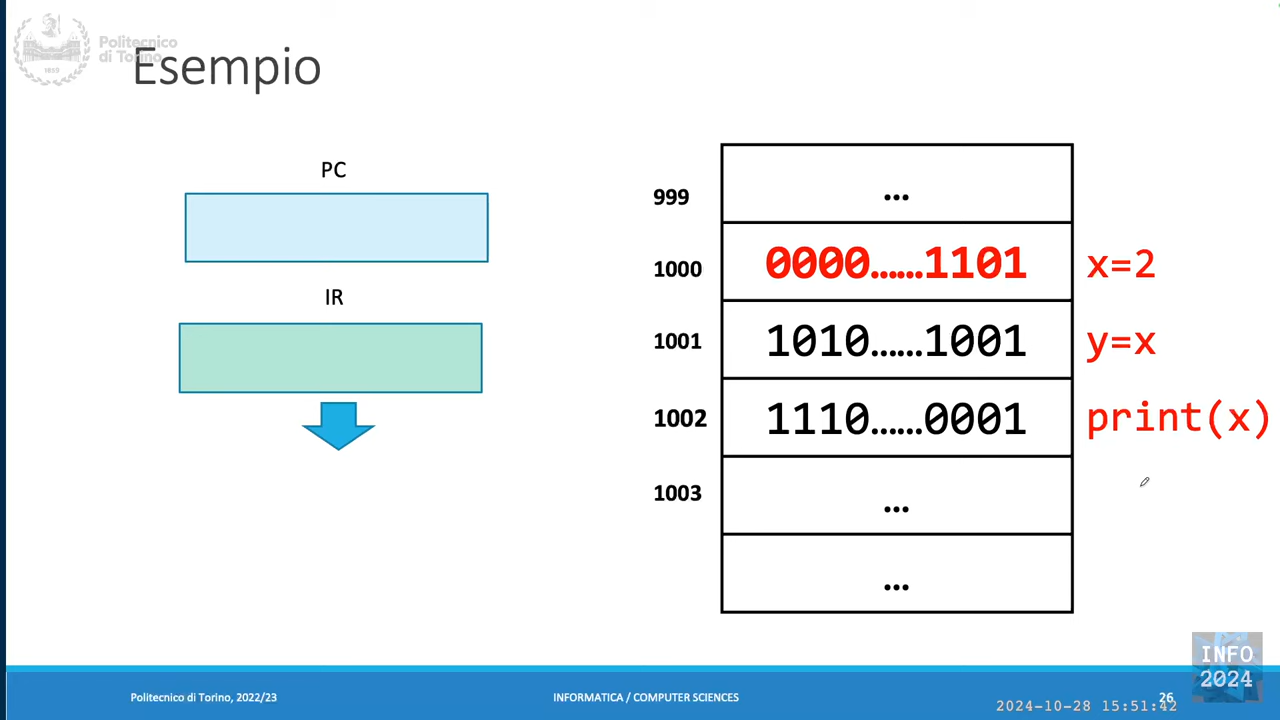 Politecnico
di Torino
1859
Esempio
PC
IR
999
...
1000
0000……1101
x=2
1001
1010……1001
y=x
1002
1110……0001
print(x)
1003
...
...
Politecnico di Torino, 2022/23
INFORMATICA / COMPUTER SCIENCES
26
INFO
2024
2024-10-28 15:51:42